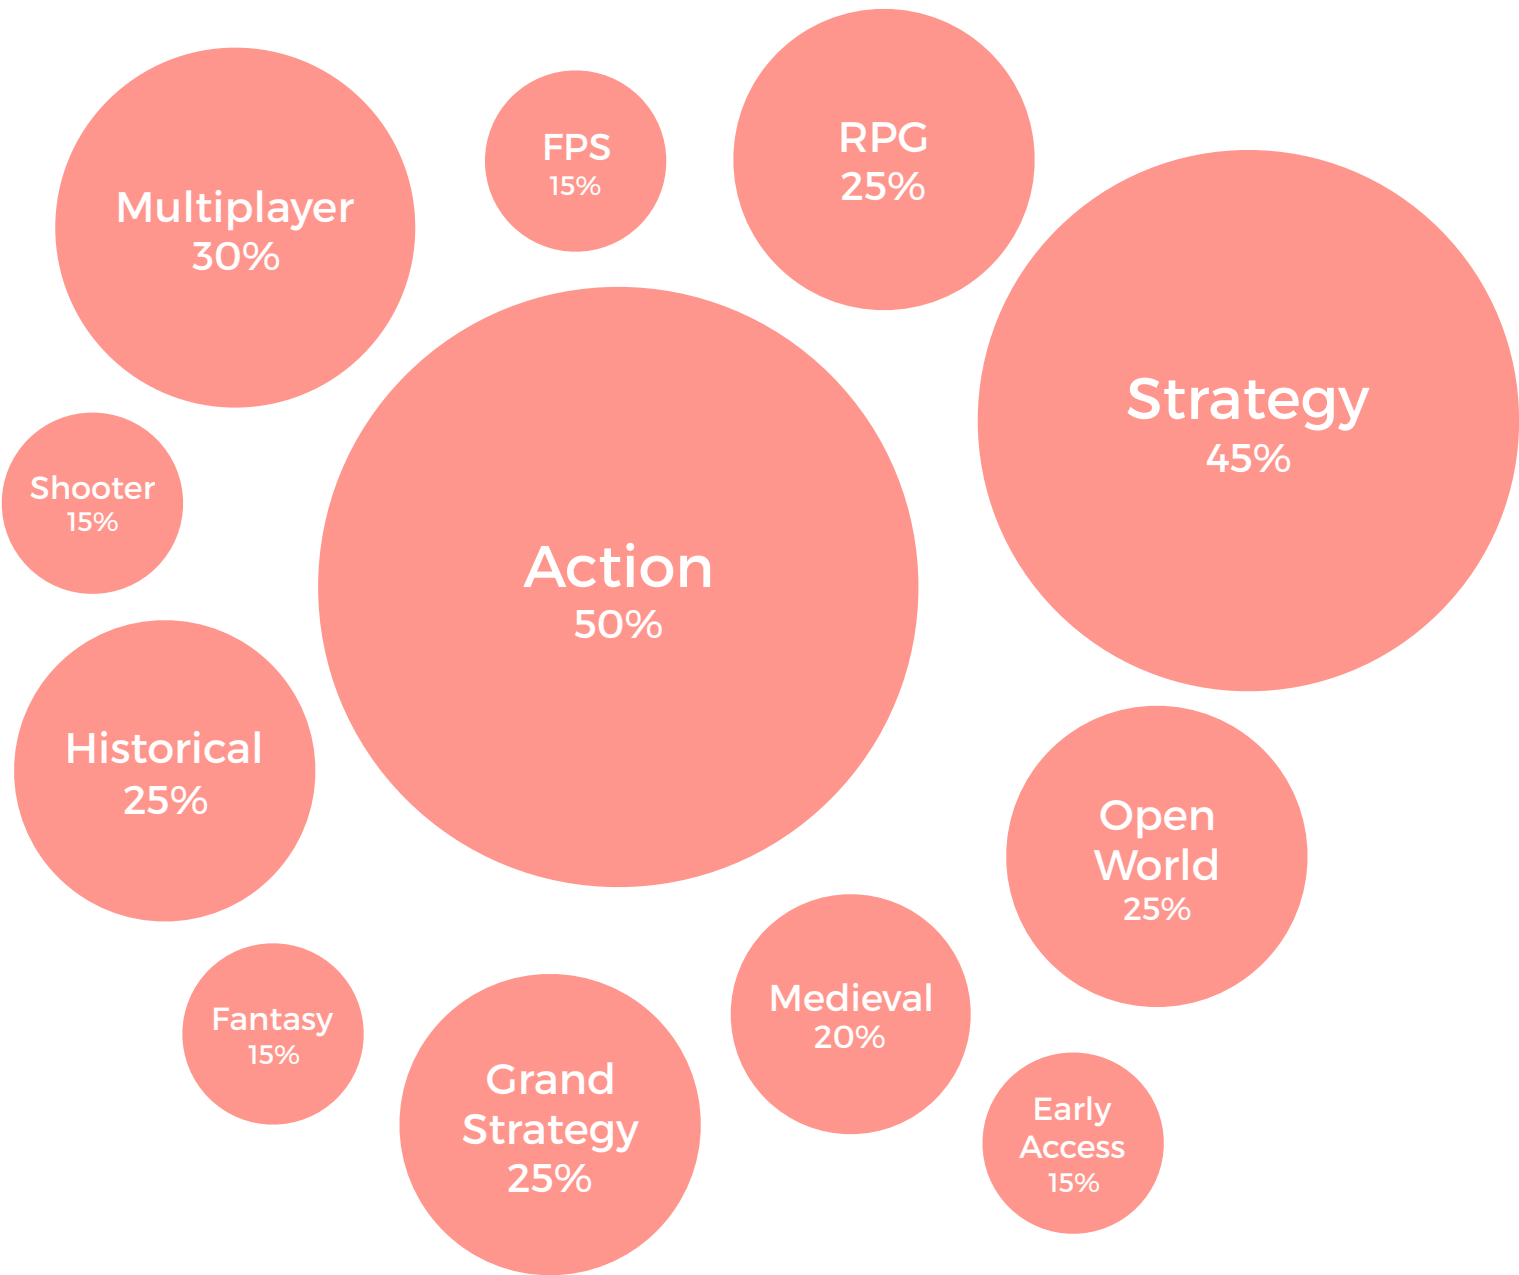 Multiplayer
30%
FPS
15%
RPG
25%
Strategy
45%
Shooter
15%
Action
50%
Historical
25%
Open
World
25%
Fantasy
15%
Grand
Strategy
25%
Medieval
20%
Early
Access
15%